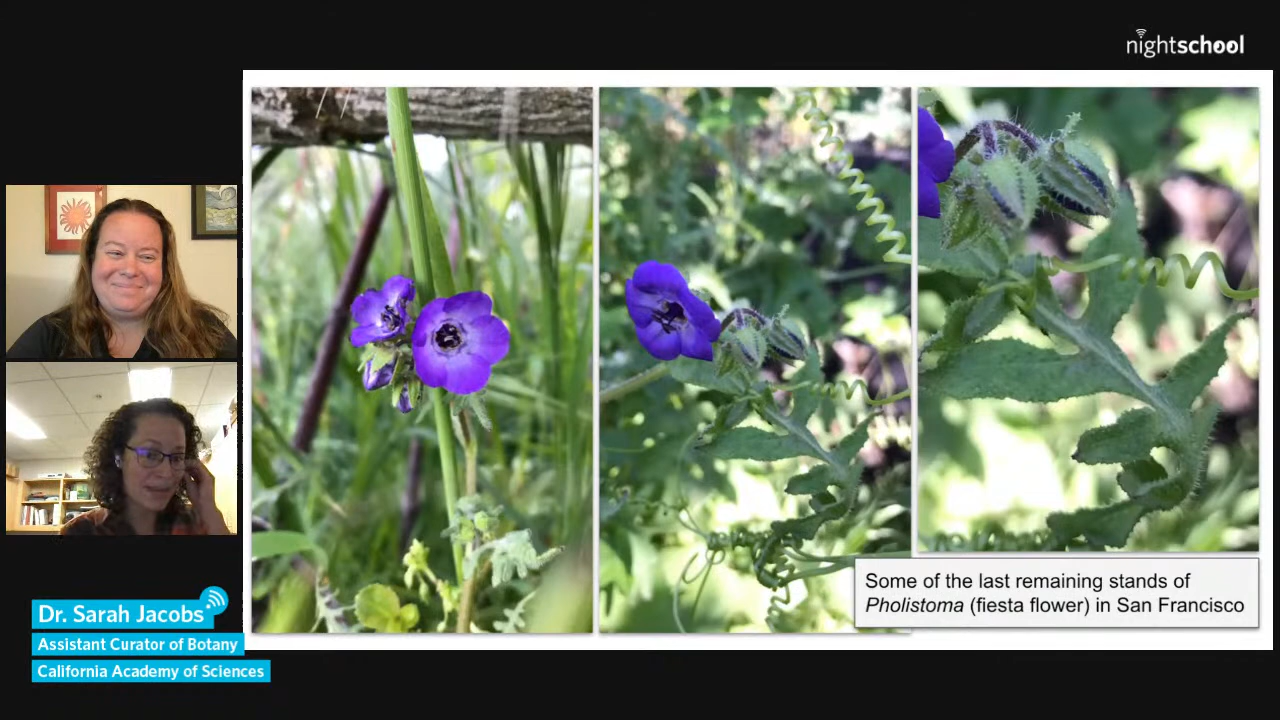 nightschool
Some of the last remaining stands of
Pholistoma (fiesta flower) in San Francisco
Dr. Sarah Jacobs
Assistant Curator of Botany
California Academy of Sciences